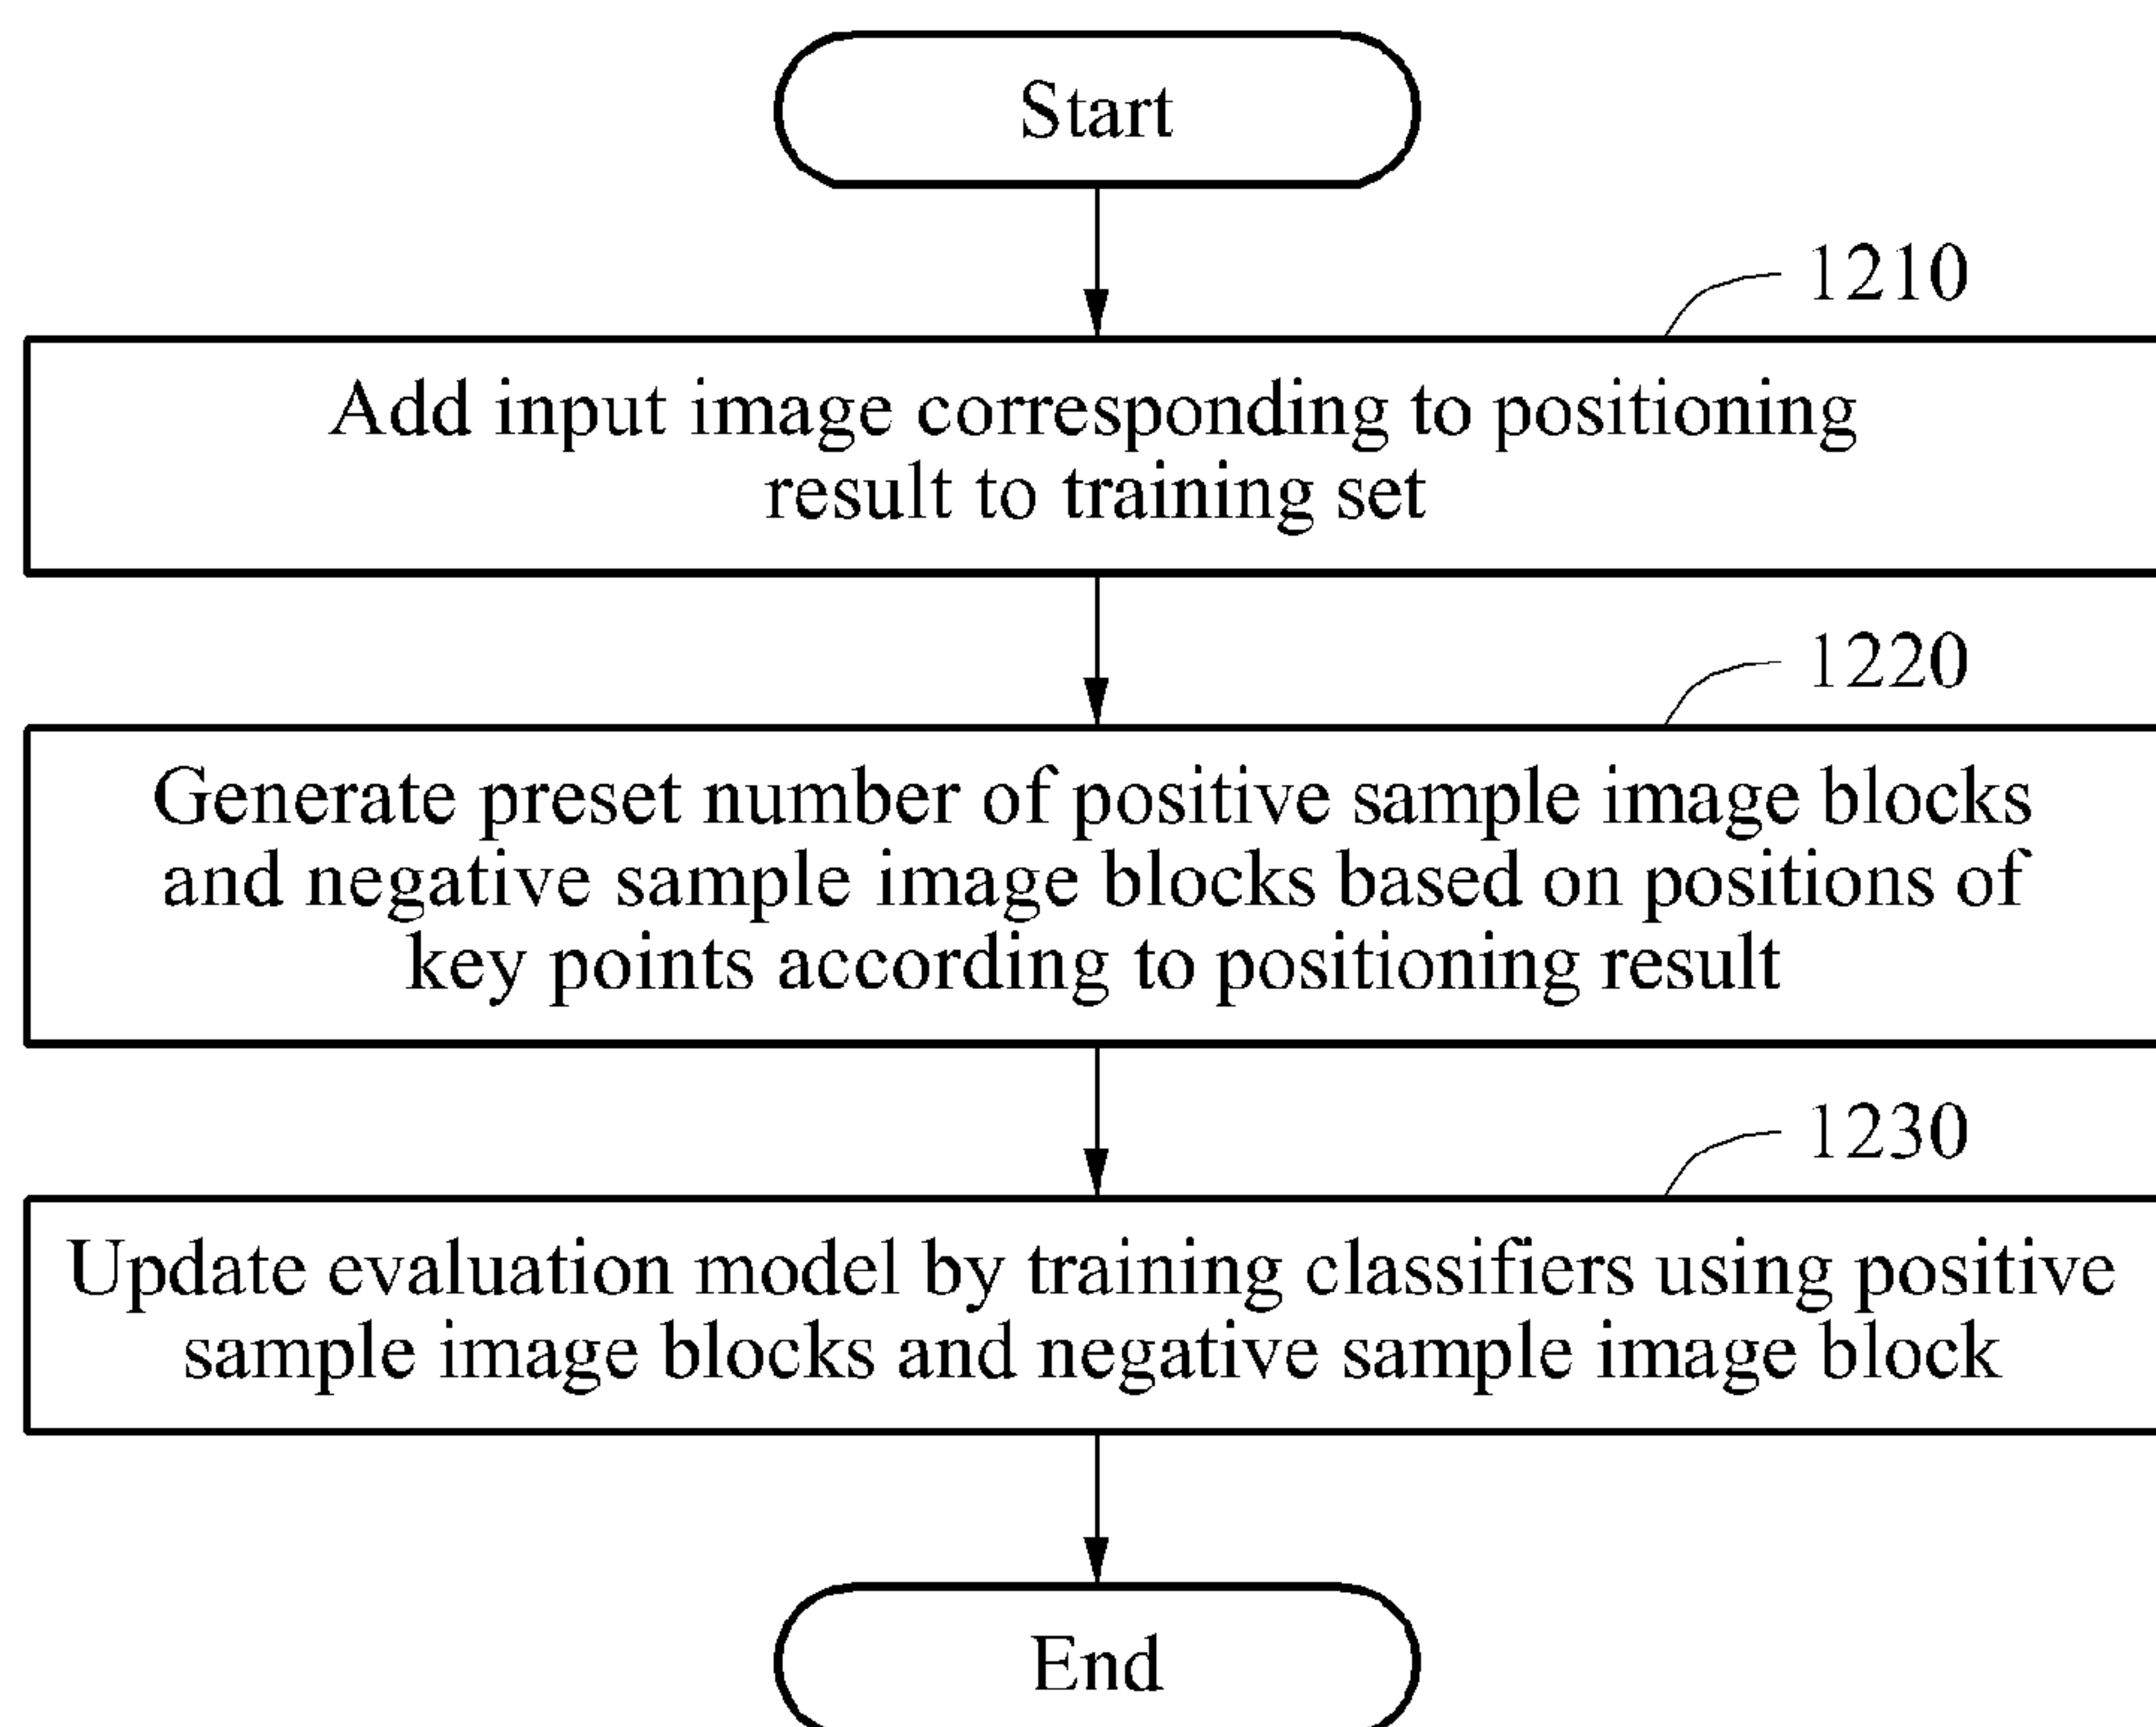 Start
1210
Add input image corresponding to positioning
result to training set
1220
Generate preset number of positive sample image blocks
and negative sample image blocks based on positions of
key points according to positioning result
1230
Update evaluation model by training classifiers using positive
sample image blocks and negative sample image block
End